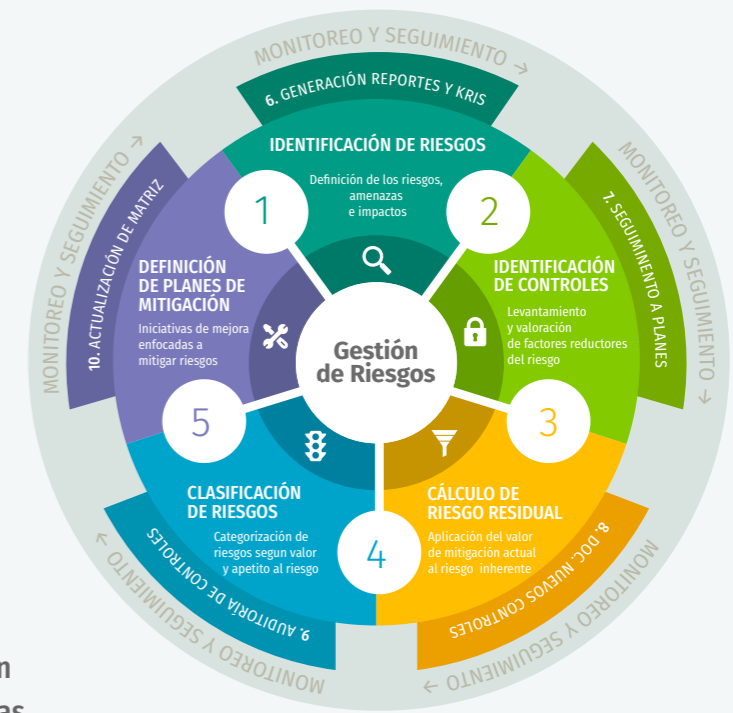 MONITOREO Y SEGUIMIENTO →
6. GENERACIÓN REPORTES Y KRIS
IDENTIFICACIÓN DE RIESGOS
Definición de los riesgos,
amenazas
e impactos
1
2
MONITOREO Y SEGUIMIENTO →
7. SEGUIMINENTO A PLANES
IDENTIFICACIÓN
DE CONTROLES
Levantamiento
y valoración
de factores reductores
del riesgo
3
CÁLCULO DE
RIESGO RESIDUAL
Aplicación del valor
de mitigación actual
al riesgo inherente
8. DOC. NUEVOS CONTROLES
MONITOREO Y SEGUIMIENTO →
4
CLASIFICACIÓN
DE RIESGOS
Categorización de
riesgos segun valor
y apetito al riesgo
9. AUDITORÍA DE CONTROLES
MONITOREO Y SEGUIMIENTO →
5
DEFINICIÓN
DE PLANES DE
MITIGACIÓN
Iniciativas de mejora
enfocadas a
mitigar riesgos
10. ACTUALIZACIÓN DE MATRIZ
MONITOREO Y SEGUIMIENTO →
Gestión
de Riesgos